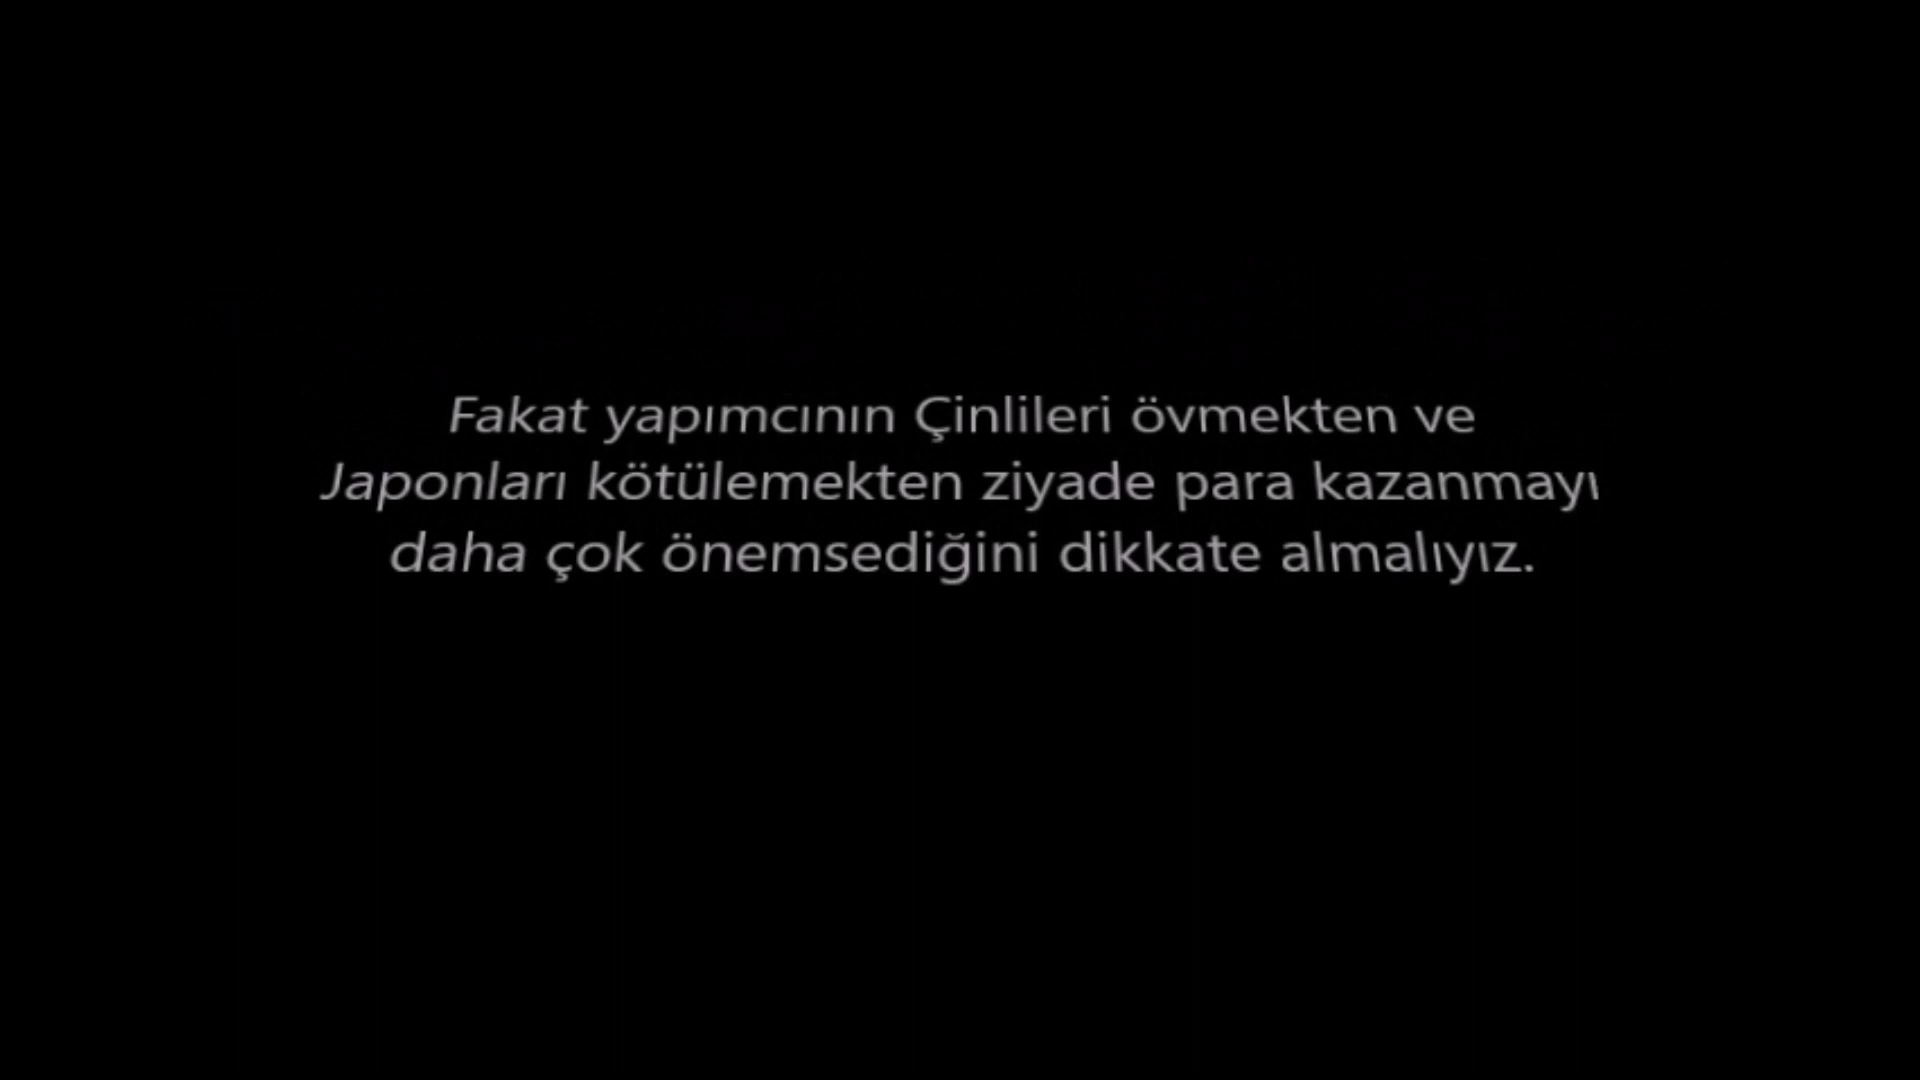 Fakat yapımcının Çinlileri övmekten ve
Japonları kötülemekten ziyade para kazanmayı
daha çok önemsediğini dikkate almalıyız.